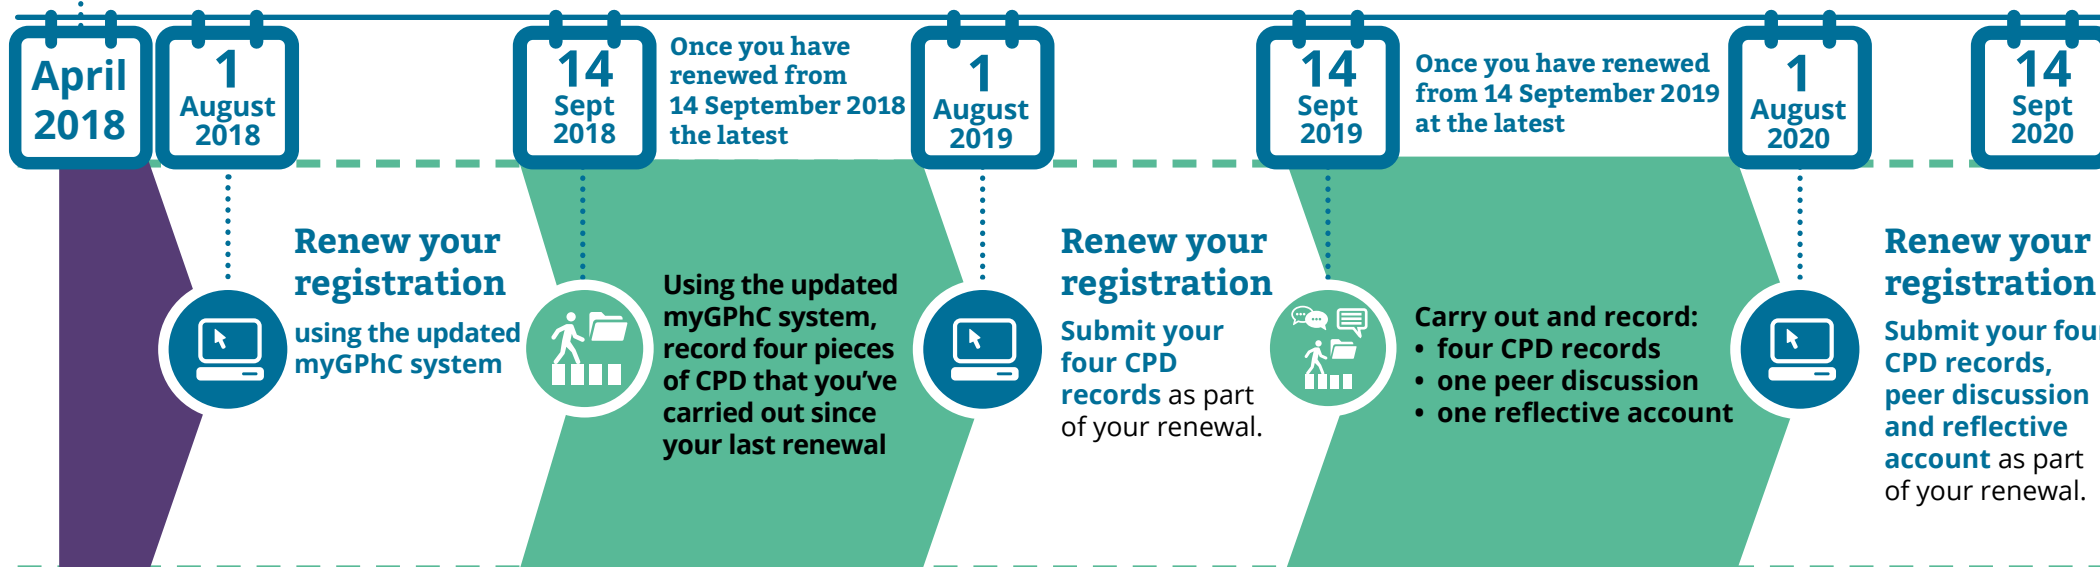 April
2018
1
August
2018
14
Sept
2018
Once you have
renewed from
14 September 2018
the latest
1
August
2019
14
Sept
2019
Once you have renewed
from 14 September 2019
at the latest
1
August
2020
14
Sept
2020
Renew your
registration
using the updated
myGPhC system
Using the updated
myGPhC system,
record four pieces
of CPD that you’ve
carried out since
your last renewal
Renew your
registration
Submit your
four CPD
records as part
of your renewal.
Carry out and record:
• four CPD records
• one peer discussion
• one reflective account
Renew your
registration
Submit your four
CPD records,
peer discussion
and reflective
account as part
of your renewal.